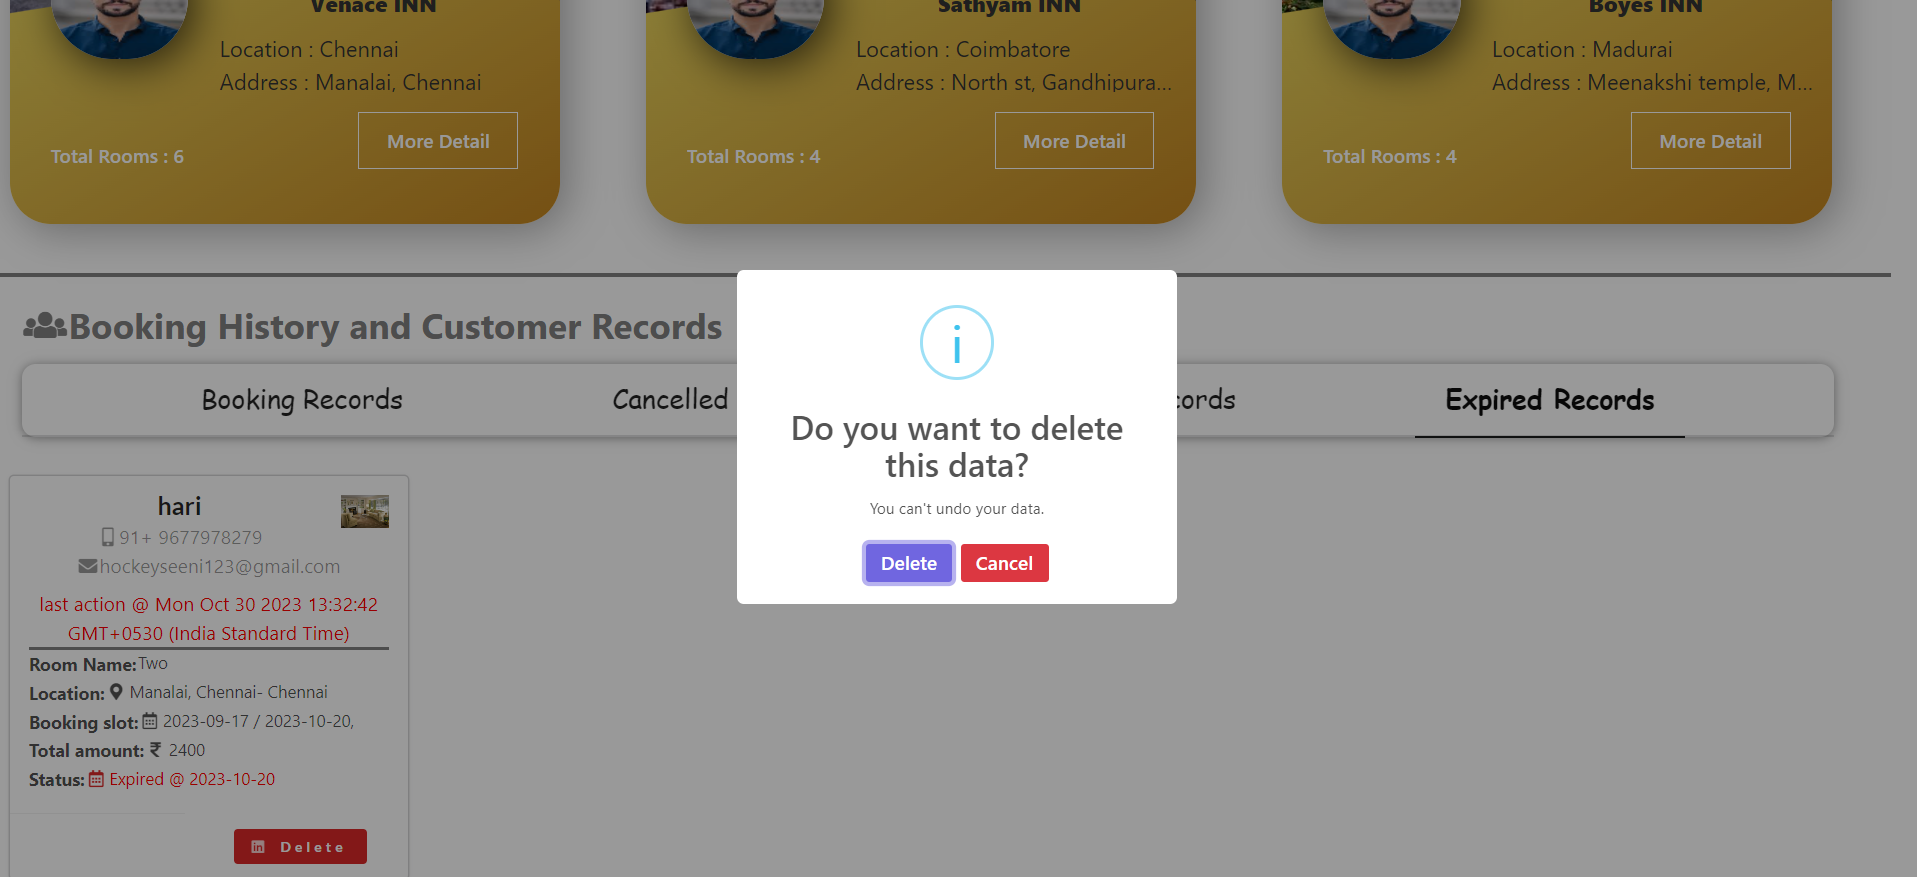 Venace INN
Location : Chennai
Address : Manalai, Chennai
Total Rooms : 6
More Detail
Sathyam INN
Location : Coimbatore
Address : North st, Gandhipura...
Total Rooms : 4
More Detail
Boyes INN
Location : Madurai
Address : Meenakshi temple, M...
Total Rooms : 4
More Detail
Booking History and Customer Records
Booking Records
Cancelled
cords
Expired Records
hari
91+ 9677978279
hockeyseeni123@gmail.com
last action @ Mon Oct 30 2023 13:32:42
GMT+0530 (India Standard Time)
Room Name: Two
Location: Manalai, Chennai- Chennai
Booking slot: 2023-09-17 / 2023-10-20,
Total amount: ₹ 2400
Status: Expired @ 2023-10-20
Delete
i
Do you want to delete
this data?
You can't undo your data.
Delete
Cancel